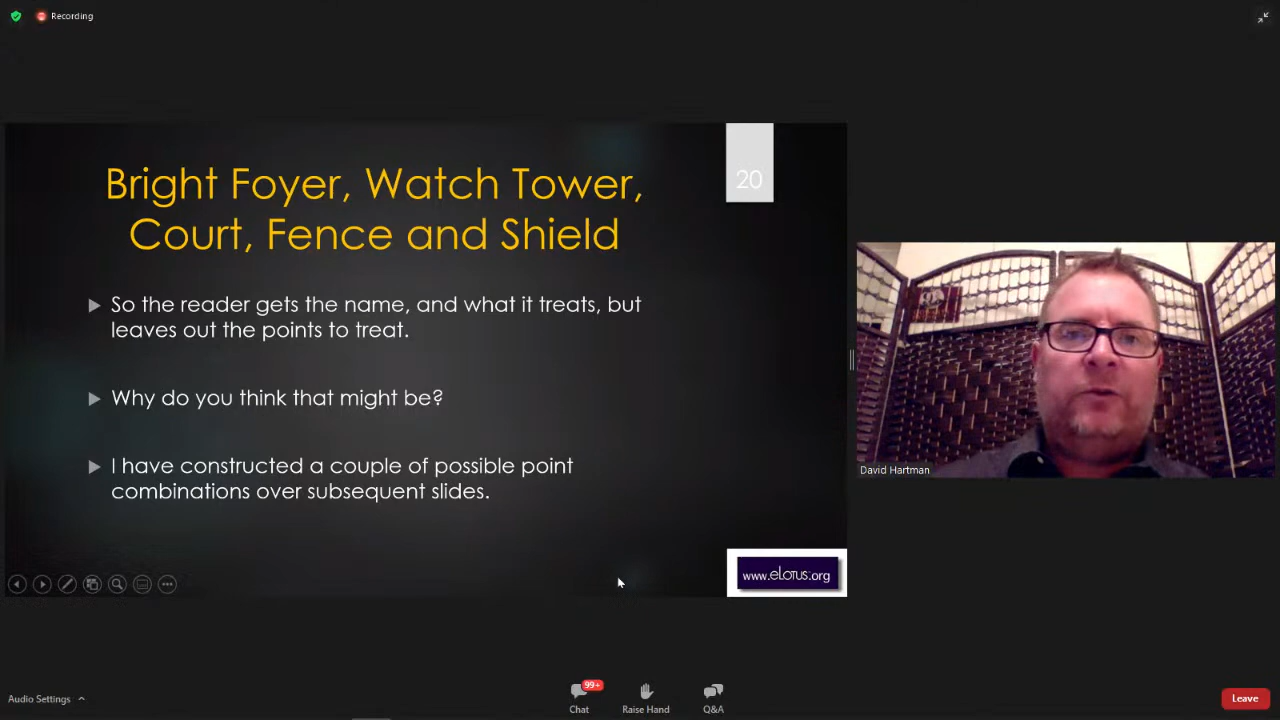 Recording
Bright Foyer, Watch Tower,
Court, Fence and Shield
20
So the reader gets the name, and what it treats, but
leaves out the points to treat.
Why do you think that might be?
I have constructed a couple of possible point
combinations over subsequent slides.
www.eLOTUS.org
David Hartman
Audio Settings
99+
Chat
Raise Hand
Q&A
Leave